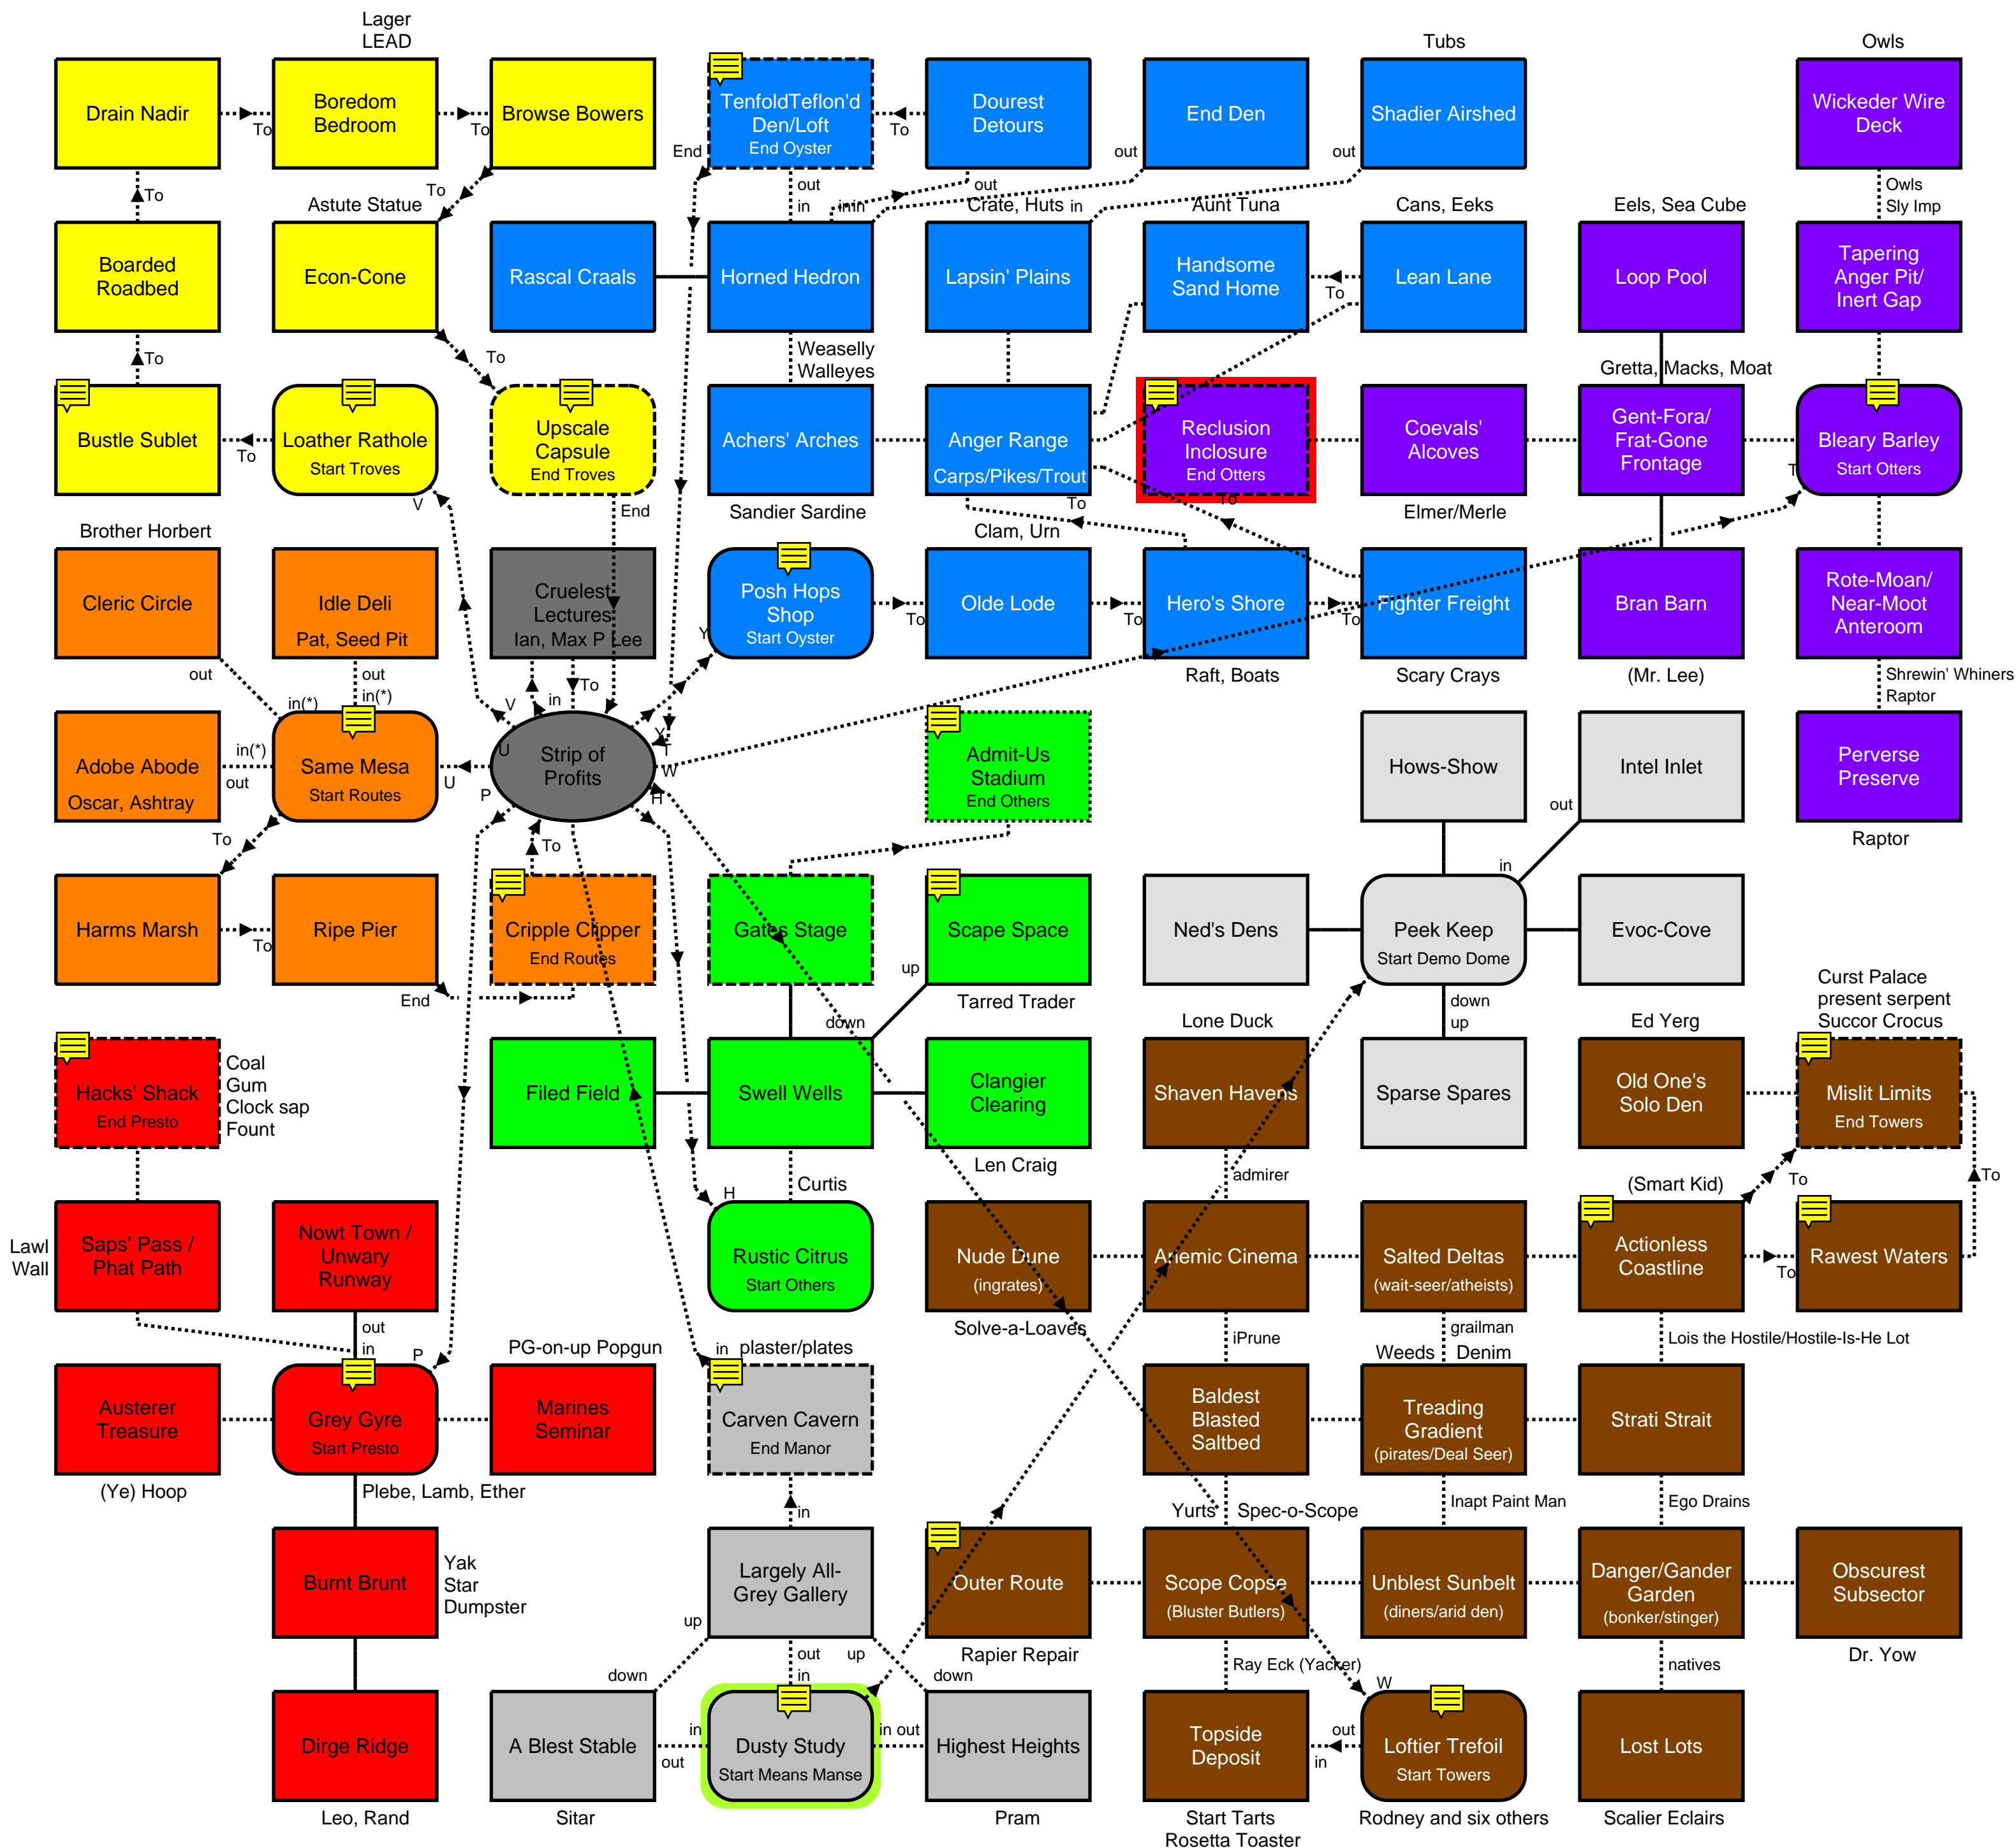 Lager
LEAD
Tubs
Owls
Drain Nadir
To
Boredom
Bedroom
To
Browse Bowers
TenfoldTeflon'd
Den/Loft
End Oyster
To
Dourest
Detours
End Den
Shadier Airshed
Wickeder Wire
Deck
End
out
out
To
To
out
in
out
inin
Owls
Sly Imp
Astute Statue
Crate, Huts
in
Aunt Tuna
Cans, Eeks
Eels, Sea Cube
Boarded
Roadbed
Econ-Cone
Rascal Craals
Horned Hedron
Lapsin' Plains
Handsome
Sand Home
To
Lean Lane
Loop Pool
Tapering
Anger Pit/
Inert Gap
To
To
Weaselly
Walleyes
Gretta, Macks, Moat
Bustle Sublet
To
Loather Rathole
Start Troves
Upscale
Capsule
End Troves
Achers' Arches
Anger Range
Carps/Pikes/Trout
Reclusion
Inclosure
End Otters
Coevals'
Alcoves
Gent-Fora/
Frat-Gone
Frontage
Bleary Barley
Start Otters
T
V
End
Sandier Sardine
To
To
Elmer/Merle
Brother Horbert
Clam, Urn
Cleric Circle
Idle Deli
Pat, Seed Pit
Cruelest
Lectures
Ian, Max P Lee
Y
Posh Hops
Shop
Start Oyster
To
Olde Lode
To
Hero's Shore
To
Fighter Freight
Bran Barn
Rote-Moan/
Near-Moot
Anteroom
out
out
in(*)
in(*)
To
V
in
Raft, Boats
Scary Crays
(Mr. Lee)
Shrewin' Whiners
Raptor
Adobe Abode
Oscar, Ashtray
in(*)
out
Same Mesa
Start Routes
U
U
Strip of
Profits
Y
T
W
H
P
Admit-Us
Stadium
End Others
Hows-Show
Intel Inlet
Perverse
Preserve
out
Raptor
To
To
in
Harms Marsh
To
Ripe Pier
Cripple Clipper
End Routes
Gates Stage
Scape Space
up
Ned's Dens
Peek Keep
Start Demo Dome
Evoc-Cove
End
Tarred Trader
down
down
up
Lone Duck
Ed Yerg
Curst Palace
present serpent
Succor Crocus
Hacks' Shack
End Presto
Coal
Gum
Clock sap
Fount
Filed Field
Swell Wells
Clangier
Clearing
Shaven Havens
Sparse Spares
Old One's
Solo Den
Mislit Limits
End Towers
Len Craig
admirer
To
To
Curtis
H
(Smart Kid)
Lawl
Wall
Saps' Pass /
Phat Path
Nowt Town /
Unwary
Runway
Rustic Citrus
Start Others
Nude Dune
(ingrates)
Anemic Cinema
Salted Deltas
(wait-seer/atheists)
Actionless
Coastline
To
Rawest Waters
Solve-a-Loaves
out
in
P
PG-on-up Popgun
in
plaster/plates
iPrune
grailman
Weeds
Denim
Lois the Hostile/Hostile-Is-He Lot
Austerer
Treasure
Grey Gyre
Start Presto
Marines
Seminar
Carven Cavern
End Manor
Baldest
Blasted
Saltbed
Treading
Gradient
(pirates/Deal Seer)
Strati Strait
(Ye) Hoop
Plebe, Lamb, Ether
in
Yurts
Spec-o-Scope
Inapt Paint Man
Ego Drains
Burnt Brunt
Yak
Star
Dumpster
Largely All-
Grey Gallery
Outer Route
Scope Copse
(Bluster Butlers)
Unblest Sunbelt
(diners/arid den)
Danger/Gander
Garden
(bonker/stinger)
Obscurest
Subsector
up
out
in
up
Rapier Repair
Dr. Yow
down
down
Ray Eck (Yacker)
W
natives
Dirge Ridge
A Blest Stable
in
out
Dusty Study
Start Means Manse
in out
Highest Heights
Topside
Deposit
out
in
Loftier Trefoil
Start Towers
Lost Lots
Leo, Rand
Sitar
Pram
Start Tarts
Rosetta Toaster
Rodney and six others
Scalier Eclairs